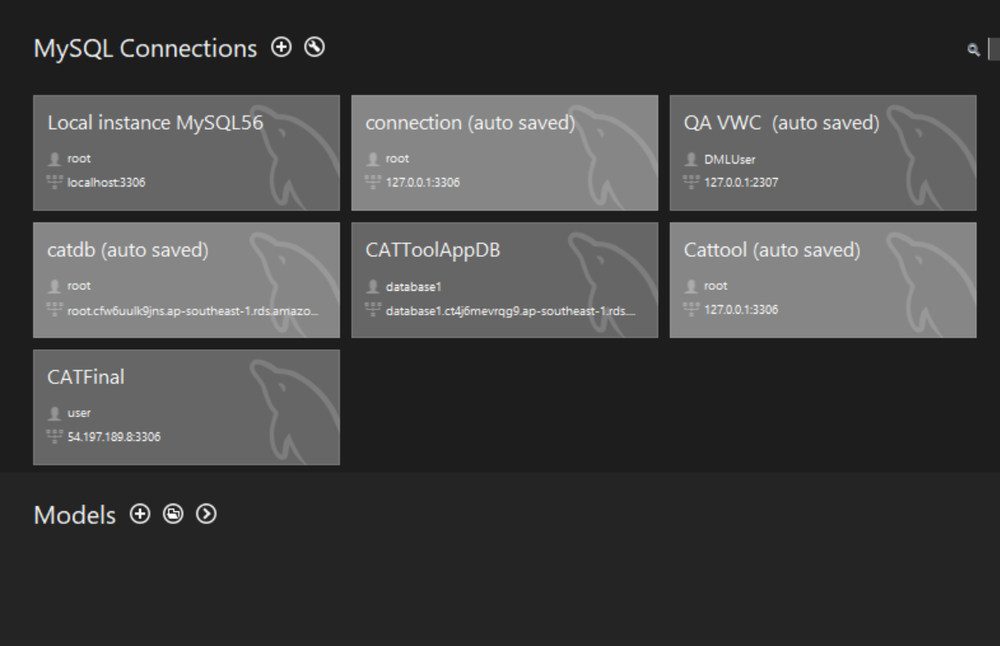 MySQL Connections
Local instance MySQL56
root
localhost:3306
connection (auto saved)
root
127.0.0.1:3306
QA VWC (auto saved)
DMLUser
127.0.0.1:2307
catdb (auto saved)
root
root.cfw6uulk9jns.ap-southeast-1.rds.amazo...
CATToolAppDB
database1
database1.ct4j6mevrqg9.ap-southeast-1.rds....
Cattool (auto saved)
root
127.0.0.1:3306
CATFinal
user
54.197.189.8:3306
Models